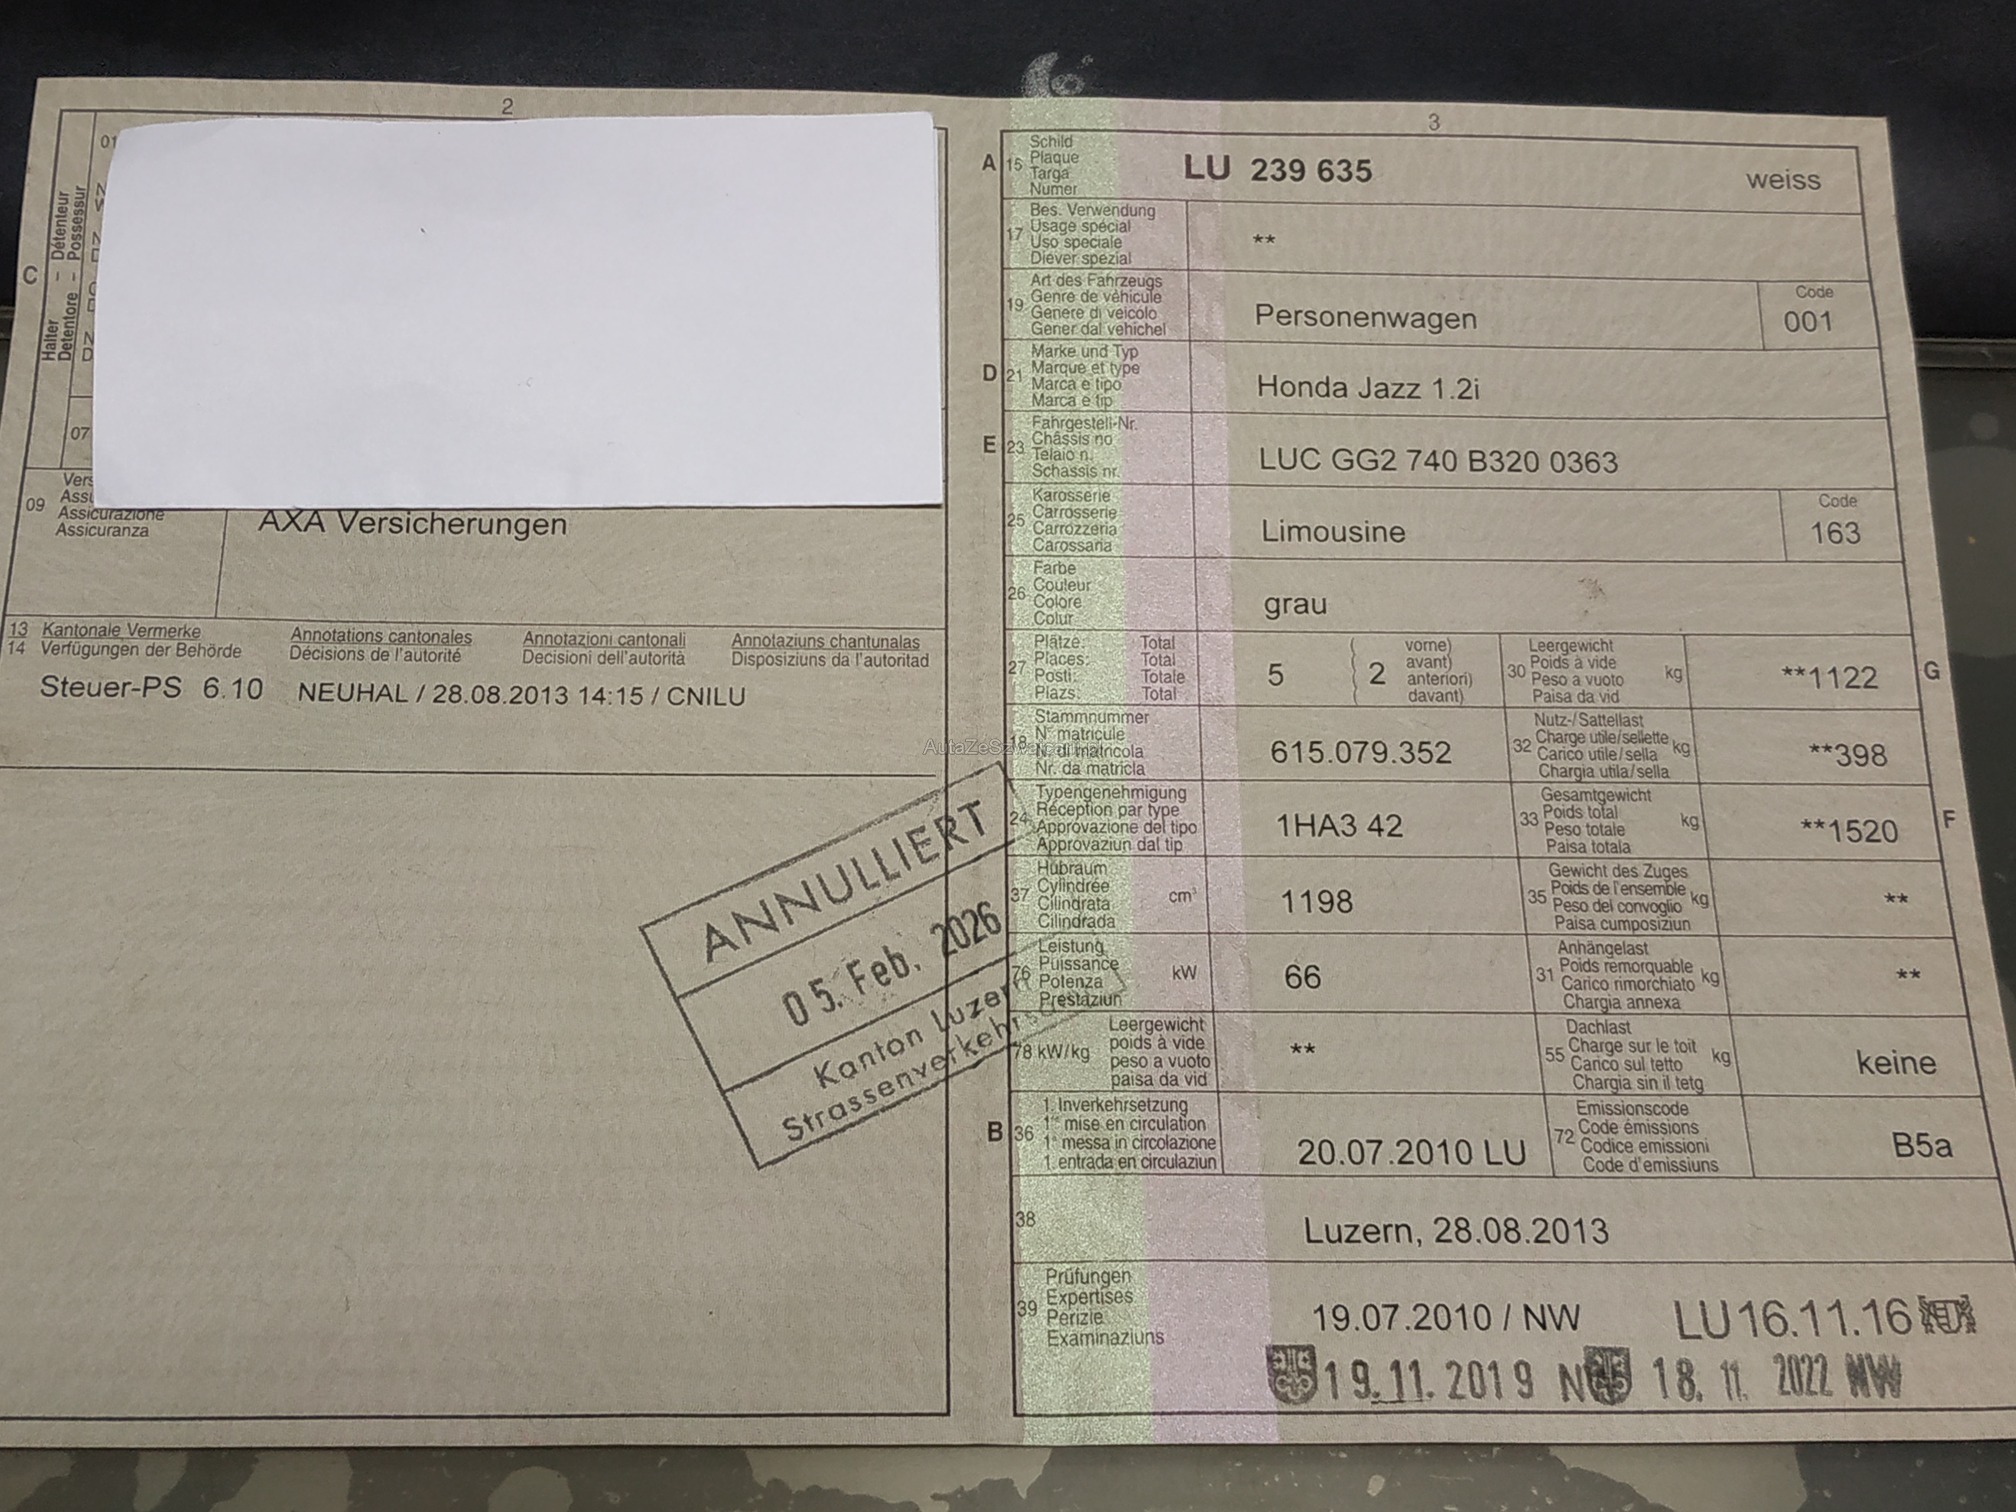 2
01
C
Halter – Détenteur
Detentore – Possessur
07
09
Assicurazione
Assicuranza
AXA Versicherungen
13 Kantonale Vermerke Annotations cantonales Annotazioni cantonali Annotaziuns chantunalas
14 Verfügungen der Behörde Décisions de l'autorité Decisioni dell'autorità Disposiziuns da l'autoritad
Steuer-PS 6.10 NEUHAL / 28.08.2013 14:15 / CNILU
ANNULLIERT
05. Feb. 2026
Kanton Luzern
3
A 15
Schild
Plaque
Targa
Numer
LU 239 635 weiss
17
Bes. Verwendung
Usage spécial
Uso speciale
Diever spezial
**
19
Art des Fahrzeugs
Genre de véhicule
Genere di veicolo
Gener dal vehichel
Personenwagen
Code
001
D 21
Marke und Typ
Marque et type
Marca e tipo
Marca e tip
Honda Jazz 1.2i
E 23
Fahrgestell-Nr.
Châssis no
Telaio n.
Schassis nr.
LUC GG2 740 B320 0363
25
Karosserie
Carrosserie
Carrozzeria
Carossaria
Limousine
Code
163
26
Farbe
Couleur
Colore
Colur
grau
27
Plätze: Total
Places: Total
Posti: Totale
Plazs: Total
5 ( 2
vorne)
avant)
anteriori)
davant)
30
Leergewicht
Poids à vide
Peso a vuoto
Paisa da vid
kg
**1122
G
18
Stammnummer
N° matricule
N. di matricola
Nr. da matricla
615.079.352
32
Nutz-/Sattellast
Charge utile/sellette
Carico utile/sella
Chargia utila/sella
kg
**398
24
Typengenehmigung
Réception par type
Approvazione del tipo
Approvaziun dal tip
1HA3 42
33
Gesamtgewicht
Poids total
Peso totale
Paisa totala
kg
**1520
F
37
Hubraum
Cylindrée
Cilindrata
Cilindrada
cm³
1198
35
Gewicht des Zuges
Poids de l'ensemble
Peso del convoglio
Paisa cumposiziun
kg
**
76
Leistung
Puissance
Potenza
Prestaziun
kW
66
31
Anhängelast
Poids remorquable
Carico rimorchiato
Chargia annexa
kg
**
78 kW/kg
Leergewicht
poids à vide
peso a vuoto
paisa da vid
**
55
Dachlast
Charge sur le toit
Carico sul tetto
Chargia sin il tetg
kg
keine
B 36
1. Inverkehrsetzung
1re mise en circulation
1a messa in circolazione
1. entrada en circulaziun
20.07.2010 LU
72
Emissionscode
Code émissions
Codice emissioni
Code d'emissiuns
B5a
38
Luzern, 28.08.2013
39
Prüfungen
Expertises
Perizie
Examinaziuns
19.07.2010 / NW LU 16.11.16
19. 11. 2019 18. 11. 2022 NW